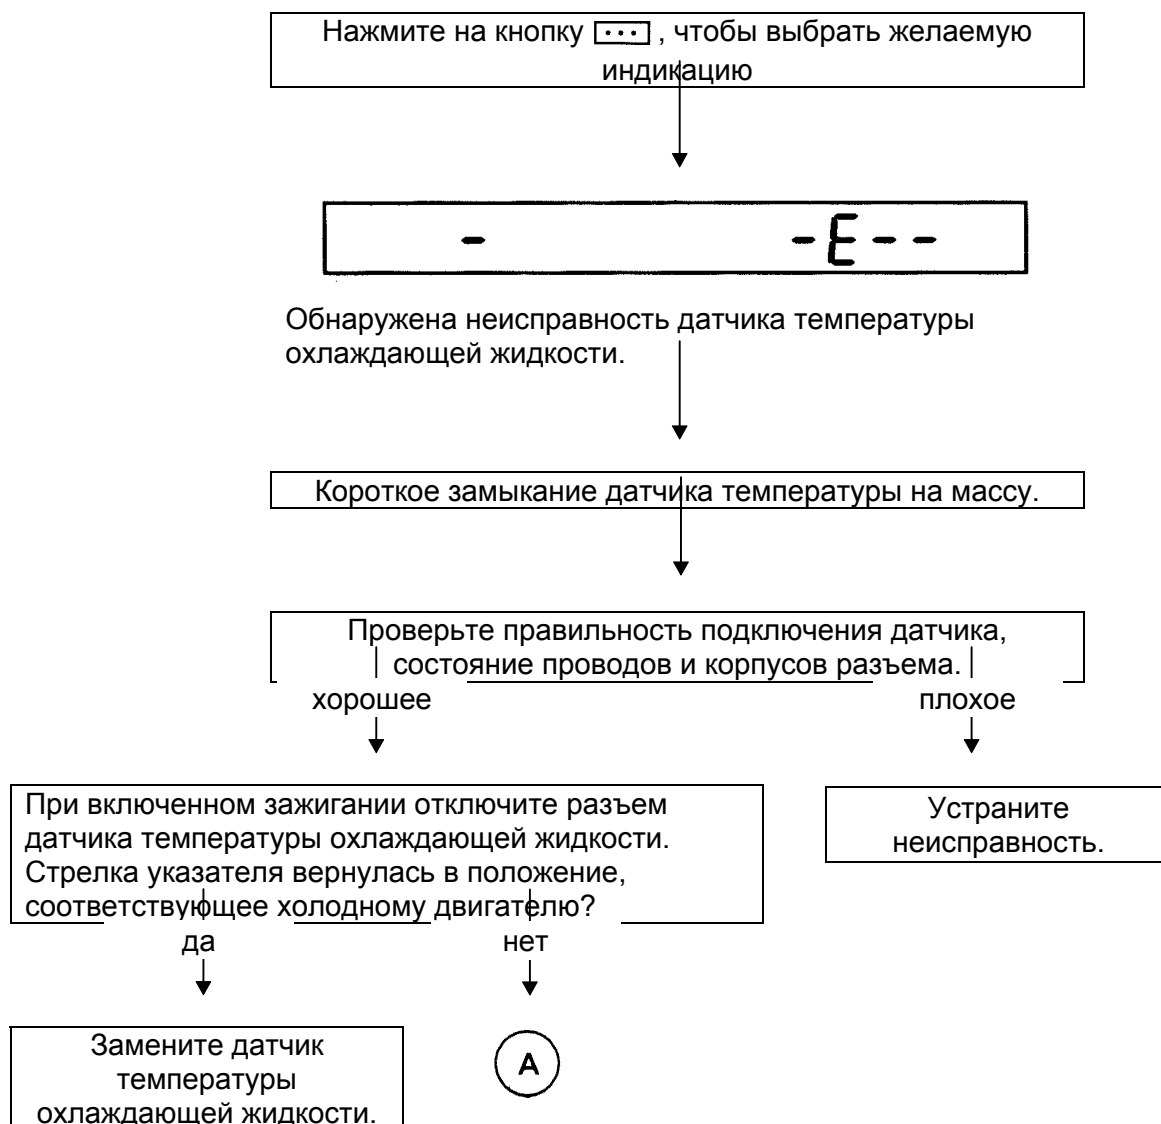 Нажмите на кнопку ··· , чтобы выбрать желаемую
индикацию
- -E--
Обнаружена неисправность датчика температуры
охлаждающей жидкости.
Короткое замыкание датчика температуры на массу.
Проверьте правильность подключения датчика,
состояние проводов и корпусов разъема.
хорошее плохое
При включенном зажигании отключите разъем
датчика температуры охлаждающей жидкости.
Стрелка указателя вернулась в положение,
соответствующее холодному двигателю?
Устраните
неисправность.
да нет
Замените датчик
температуры
охлаждающей жидкости.
A